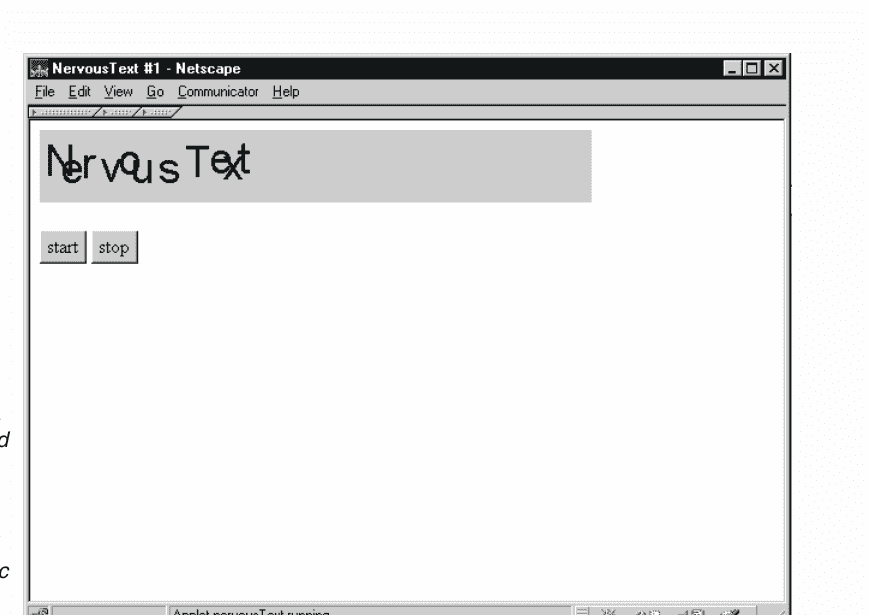 NervousText #1 - Netscape
File Edit View Go Communicator Help
NervousText
start stop
d
c
Applet nervousText running